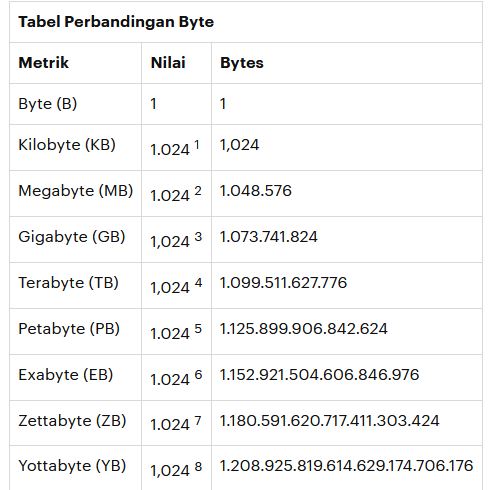 Tabel Perbandingan Byte
Metrik Nilai Bytes
Byte (B) 1 1
Kilobyte (KB) 1.024 ¹ 1,024
Megabyte (MB) 1.024 ² 1.048.576
Gigabyte (GB) 1,024 ³ 1.073.741.824
Terabyte (TB) 1,024 ⁴ 1.099.511.627.776
Petabyte (PB) 1.024 ⁵ 1.125.899.906.842.624
Exabyte (EB) 1.024 ⁶ 1.152.921.504.606.846.976
Zettabyte (ZB) 1.024 ⁷ 1.180.591.620.717.411.303.424
Yottabyte (YB) 1,024 ⁸ 1.208.925.819.614.629.174.706.176